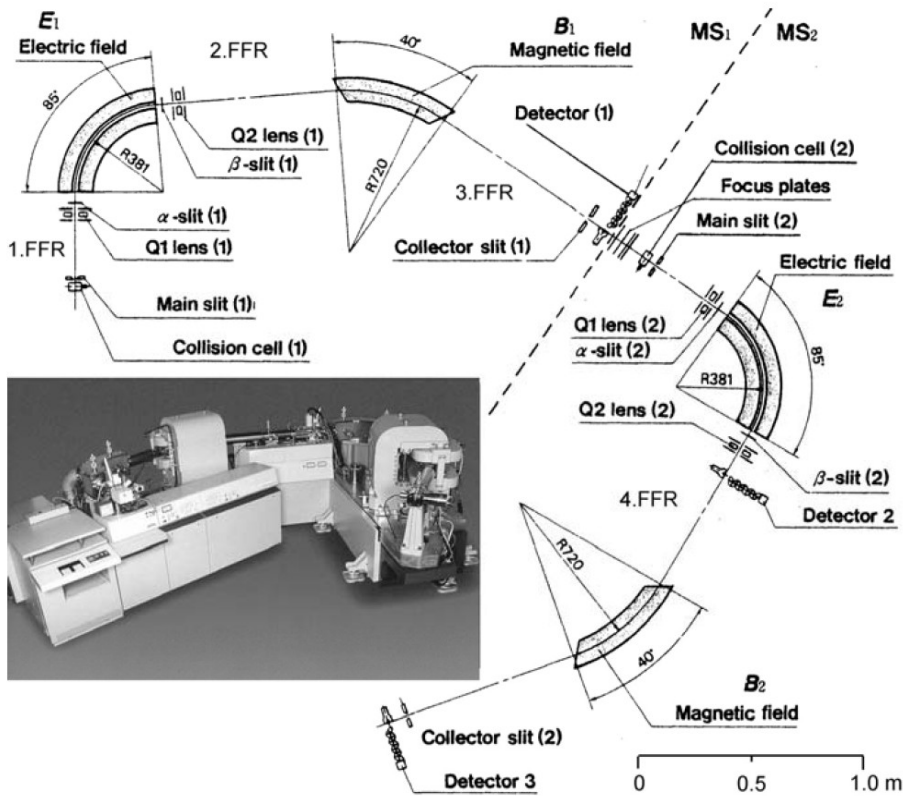 E1
Electric field
2.FFR
85°
R381
Q2 lens (1)
β-slit (1)
α-slit (1)
Q1 lens (1)
1.FFR
Main slit (1)
Collision cell (1)
40°
B1
Magnetic field
R720
MS1
MS2
Detector (1)
Collision cell (2)
Focus plates
Main slit (2)
3.FFR
Collector slit (1)
Electric field
E2
Q1 lens (2)
α-slit (2)
85°
R381
Q2 lens (2)
β-slit (2)
4.FFR
Detector 2
R720
40°
B2
Magnetic field
Collector slit (2)
Detector 3
0
0.5
1.0 m